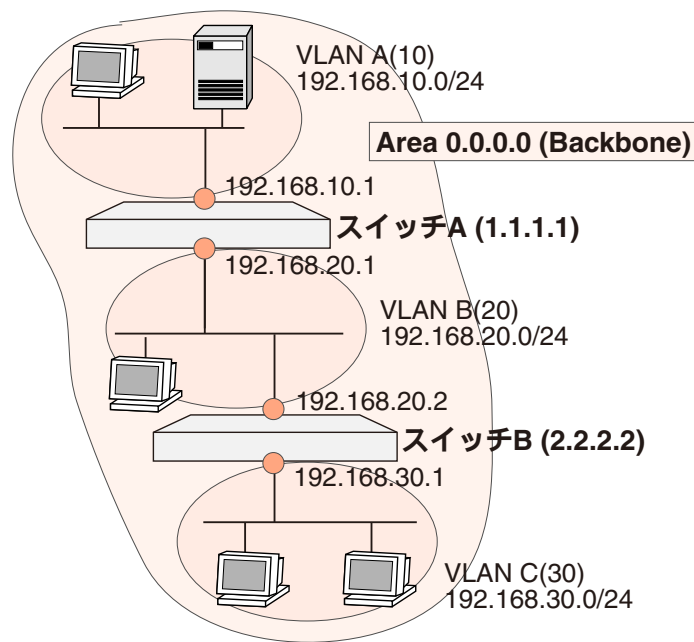 VLAN A(10)
192.168.10.0/24
Area 0.0.0.0 (Backbone)
192.168.10.1
スイッチA (1.1.1.1)
192.168.20.1
VLAN B(20)
192.168.20.0/24
192.168.20.2
スイッチB (2.2.2.2)
192.168.30.1
VLAN C(30)
192.168.30.0/24